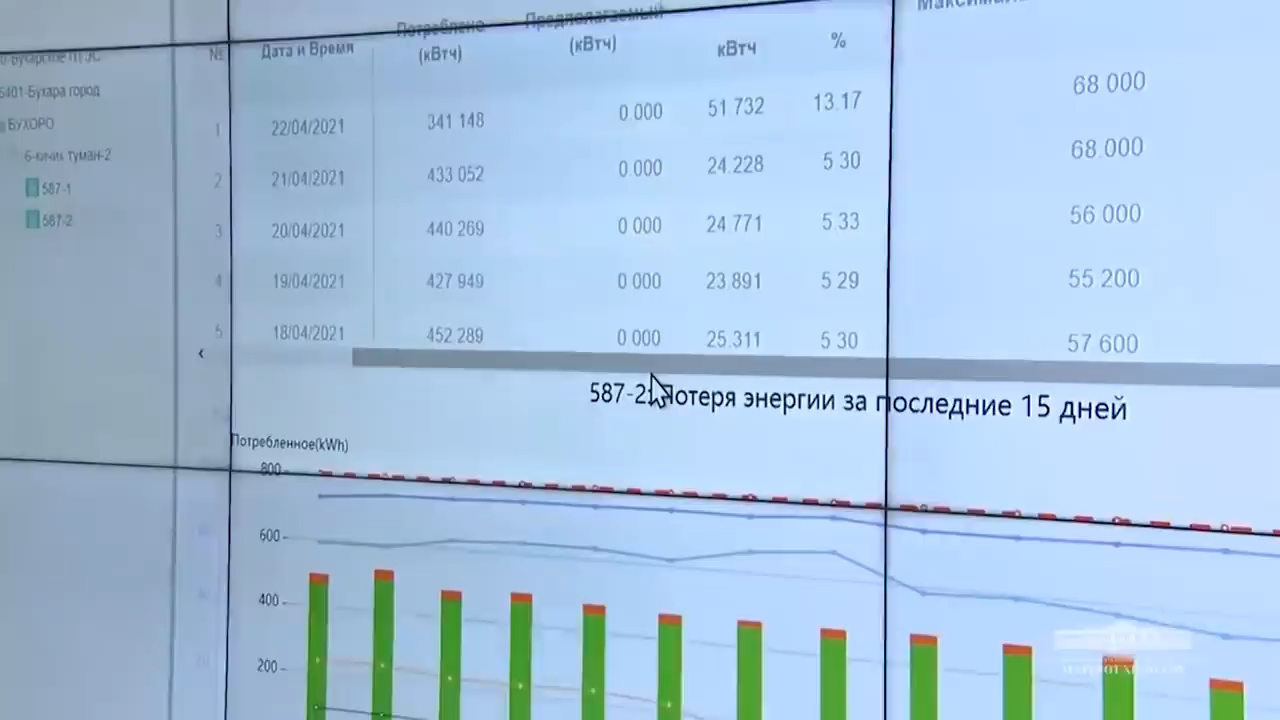 № Дата и Время Потреблено (кВтч) Предполагаемый (кВтч) кВтч %
1 22/04/2021 341 148 0.000 51 732 13.17 68 000
2 21/04/2021 433 052 0.000 24.228 5 30 68 000
3 20/04/2021 440 269 0.000 24.771 5.33 56 000
4 19/04/2021 427 949 0 000 23.891 5 29 55 200
5 18/04/2021 452 289 0 000 25.311 5 30 57 600
5401-Бухара город
БУХОРО
6-кичик туман-2
587-1
587-2
587-2: Потеря энергии за последние 15 дней
Потребленное(kWh)
800
600
400
200